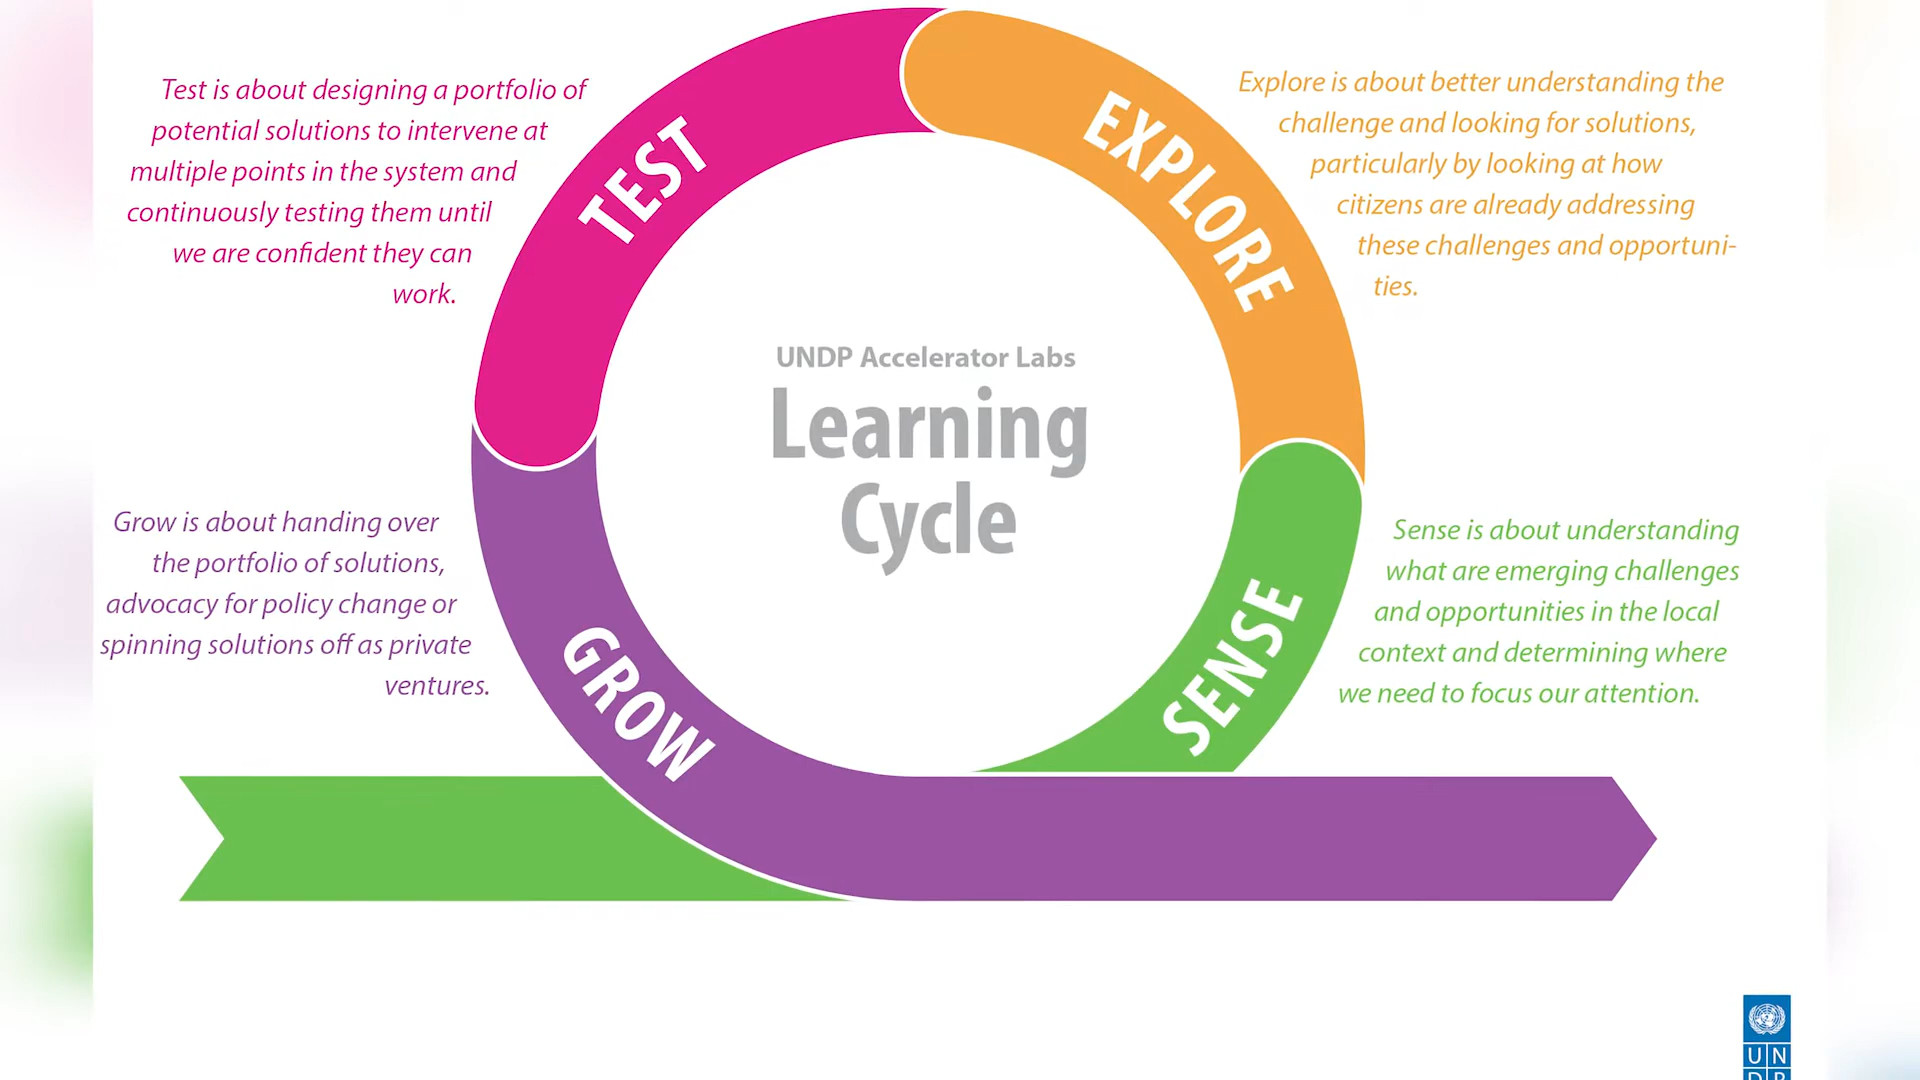 Test is about designing a portfolio of
potential solutions to intervene at
multiple points in the system and
continuously testing them until
we are confident they can
work.
TEST
EXPLORE
Explore is about better understanding the
challenge and looking for solutions,
particularly by looking at how
citizens are already addressing
these challenges and opportuni-
ties.
UNDP Accelerator Labs
Learning
Cycle
Grow is about handing over
the portfolio of solutions,
advocacy for policy change or
spinning solutions off as private
ventures.
GROW
SENSE
Sense is about understanding
what are emerging challenges
and opportunities in the local
context and determining where
we need to focus our attention.
UN
DP